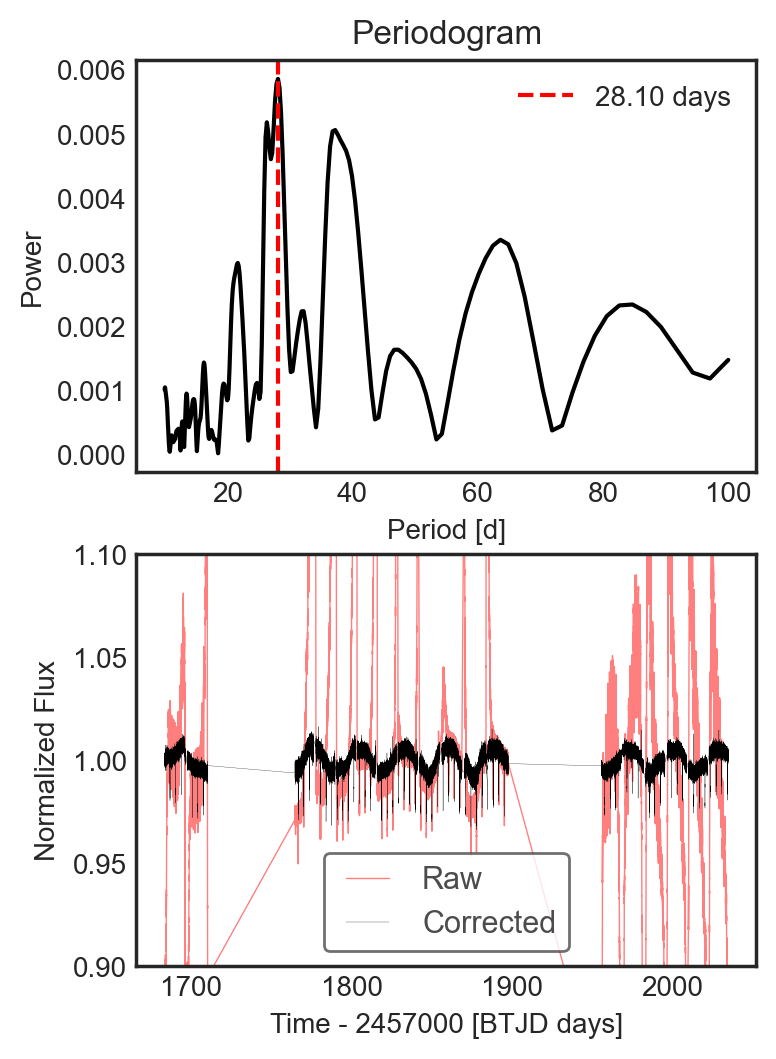 Periodogram
0.006
0.005
0.004
0.003
0.002
0.001
0.000
Power
28.10 days
20 40 60 80 100
Period [d]
1.10
1.05
1.00
0.95
0.90
Normalized Flux
Raw
Corrected
1700 1800 1900 2000
Time - 2457000 [BTJD days]